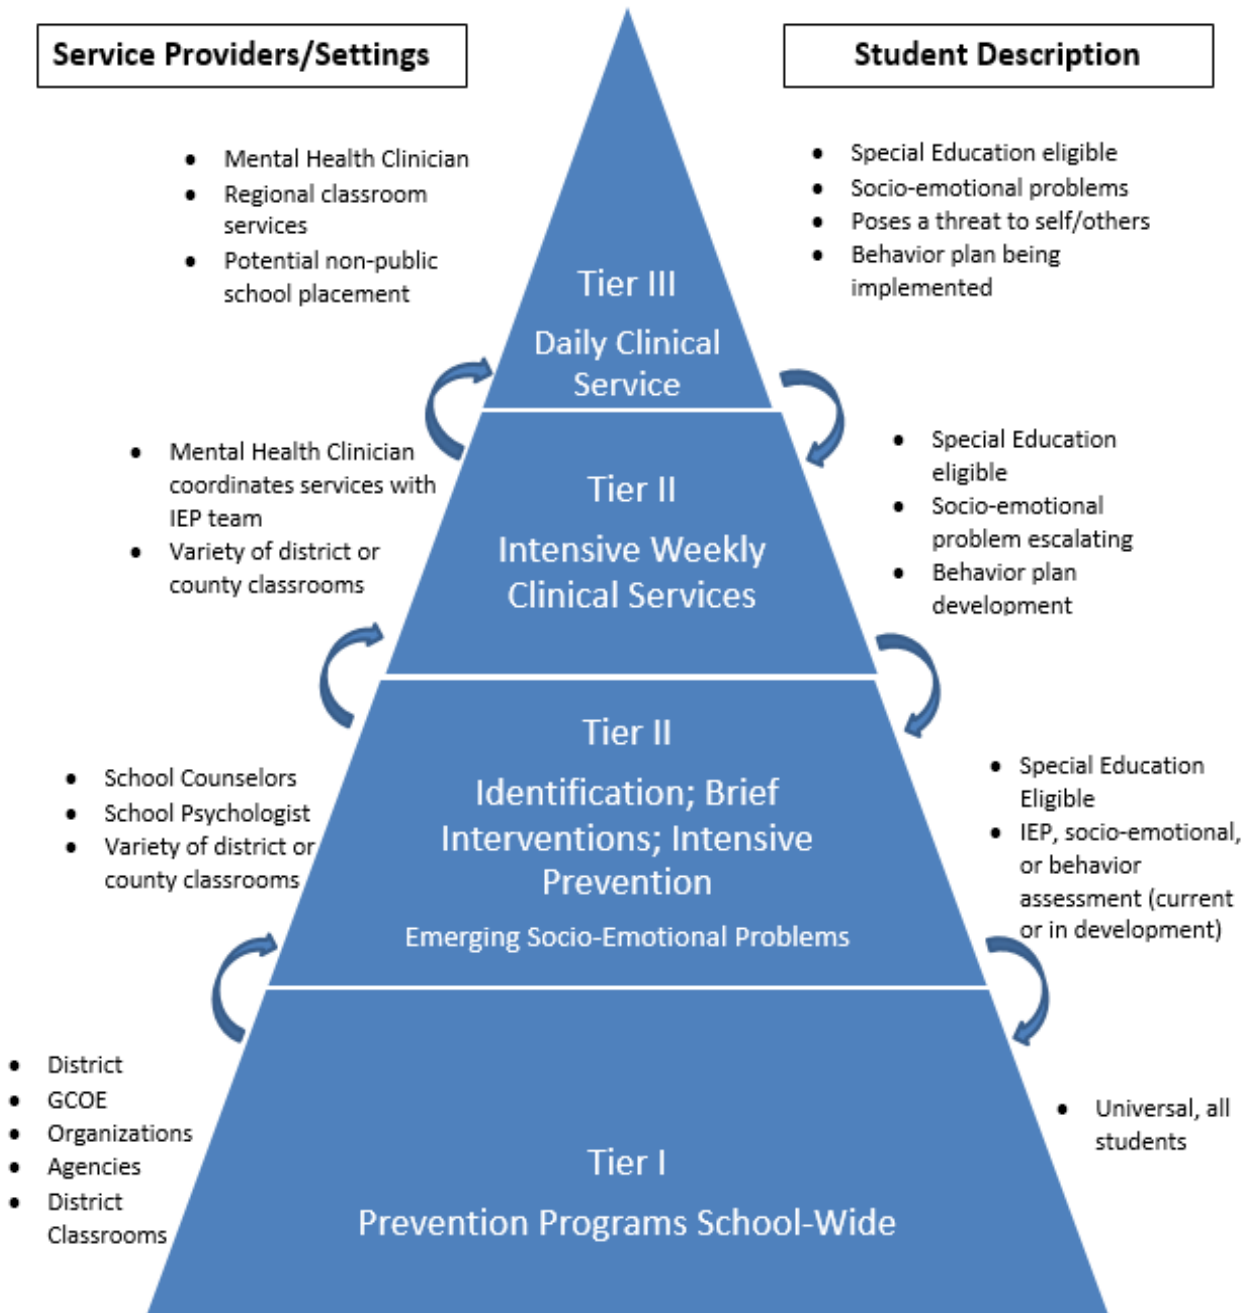 Service Providers/Settings
Student Description
• Mental Health Clinician
• Regional classroom
services
• Potential non-public
school placement
Tier III
Daily Clinical
Service
• Special Education eligible
• Socio-emotional problems
• Poses a threat to self/others
• Behavior plan being
implemented
• Mental Health Clinician
coordinates services with
IEP team
• Variety of district or
county classrooms
Tier II
Intensive Weekly
Clinical Services
• Special Education
eligible
• Socio-emotional
problem escalating
• Behavior plan
development
• School Counselors
• School Psychologist
• Variety of district or
county classrooms
Tier II
Identification; Brief
Interventions; Intensive
Prevention
Emerging Socio-Emotional Problems
• Special Education
Eligible
• IEP, socio-emotional,
or behavior
assessment (current
or in development)
• District
• GCOE
• Organizations
• Agencies
• District
Classrooms
Tier I
Prevention Programs School-Wide
• Universal, all
students